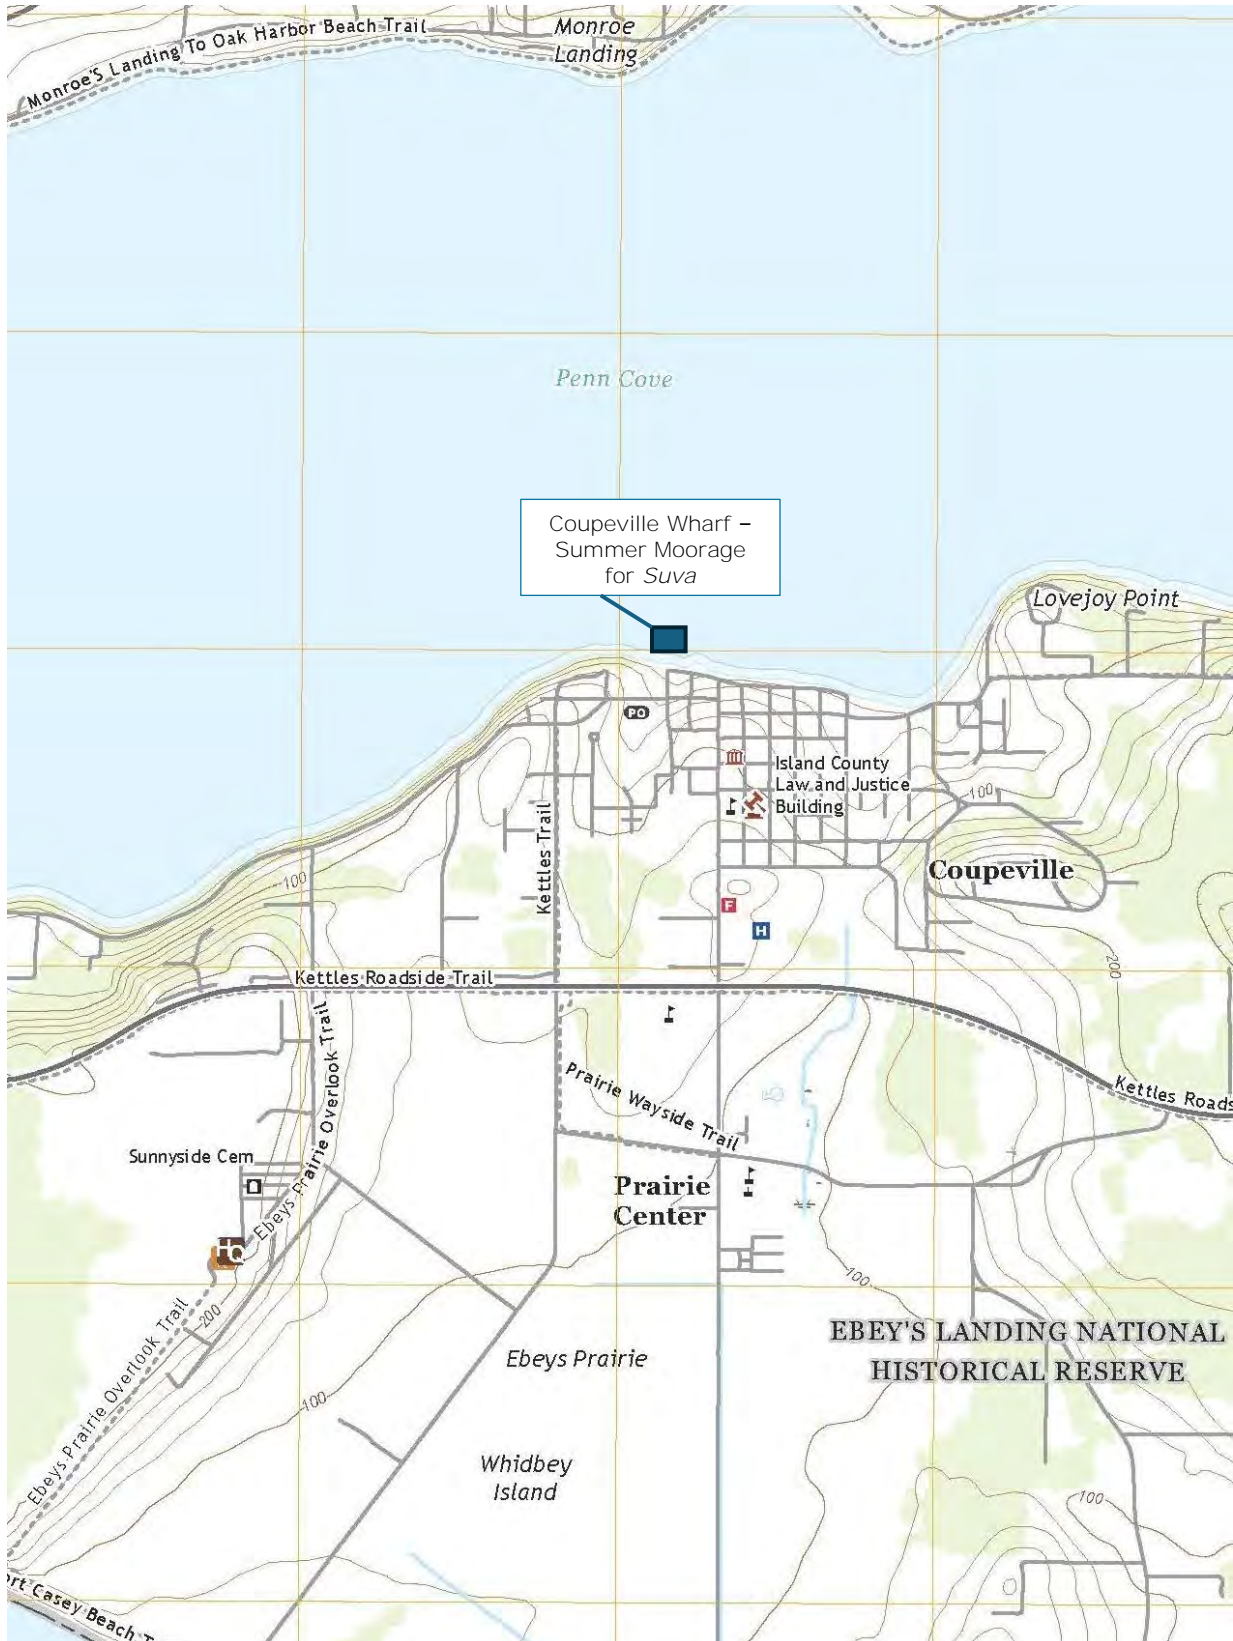 Monroe'S Landing To Oak Harbor Beach Trail
Monroe
Landing
Penn Cove
Coupeville Wharf –
Summer Moorage
for Suva
Lovejoy Point
PO
Island County
Law and Justice
Building
100
Kettles Trail
Coupeville
100
F
H
200
Kettles Roadside Trail
Ebeys Prairie Overlook Trail
Prairie Wayside Trail
Kettles Roads
Sunnyside Cem
Prairie
Center
HQ
100
200
Ebeys Prairie Overlook Trail
EBEY'S LANDING NATIONAL
HISTORICAL RESERVE
Ebeys Prairie
100
Whidbey
Island
100
ort Casey Beach T